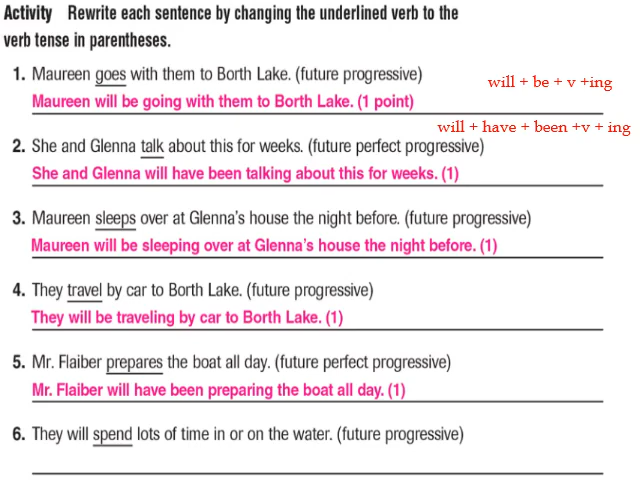 Activity Rewrite each sentence by changing the underlined verb to the
verb tense in parentheses.
1. Maureen goes with them to Borth Lake. (future progressive)
will + be + v +ing
Maureen will be going with them to Borth Lake. (1 point)
will + have + been +v + ing
2. She and Glenna talk about this for weeks. (future perfect progressive)
She and Glenna will have been talking about this for weeks. (1)
3. Maureen sleeps over at Glenna's house the night before. (future progressive)
Maureen will be sleeping over at Glenna's house the night before. (1)
4. They travel by car to Borth Lake. (future progressive)
They will be traveling by car to Borth Lake. (1)
5. Mr. Flaiber prepares the boat all day. (future perfect progressive)
Mr. Flaiber will have been preparing the boat all day. (1)
6. They will spend lots of time in or on the water. (future progressive)